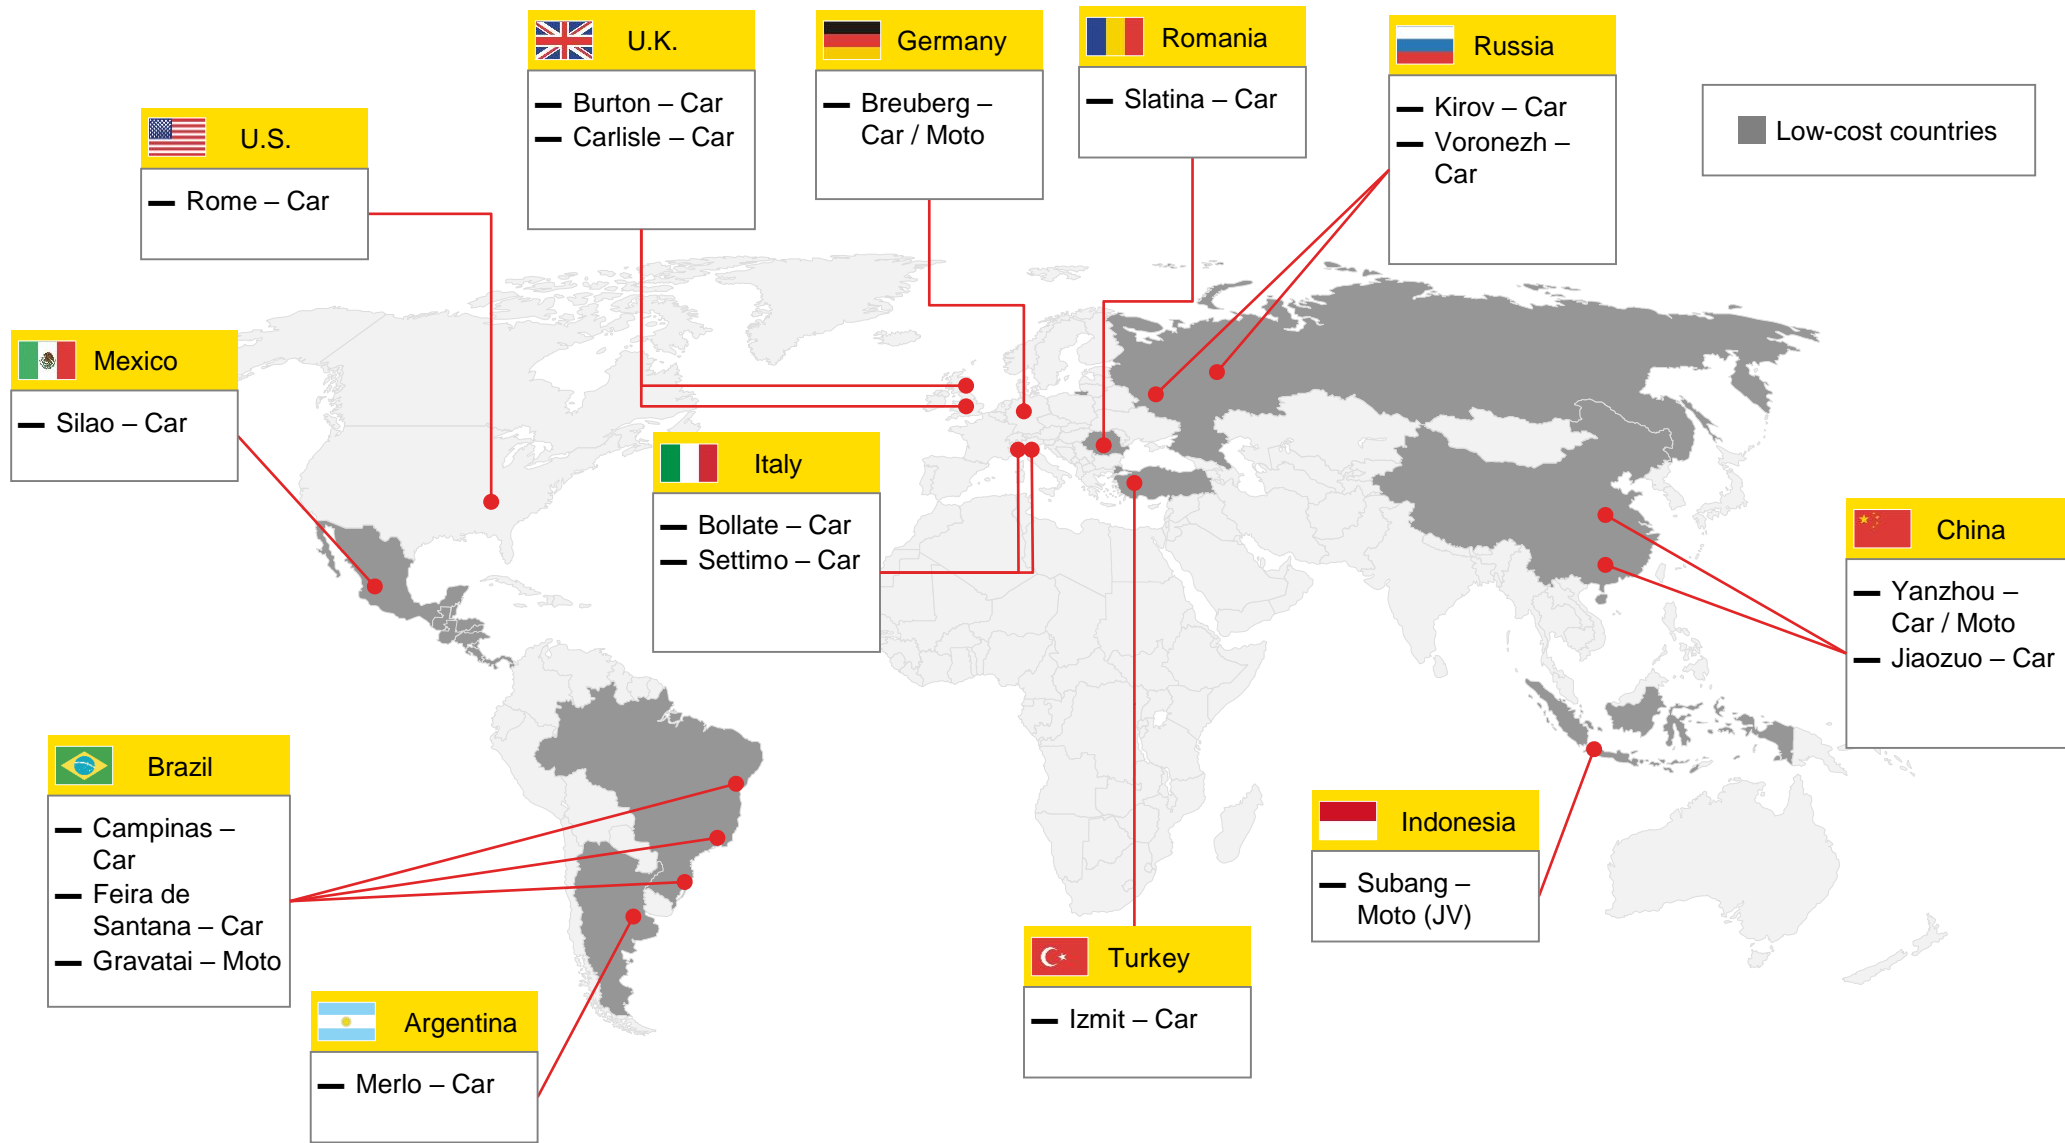 U.K.
— Burton – Car
— Carlisle – Car
Germany
— Breuberg –
Car / Moto
Romania
— Slatina – Car
Russia
— Kirov – Car
— Voronezh –
Car
Low-cost countries
U.S.
— Rome – Car
Mexico
— Silao – Car
Italy
— Bollate – Car
— Settimo – Car
China
— Yanzhou –
Car / Moto
— Jiaozuo – Car
Brazil
— Campinas –
Car
— Feira de
Santana – Car
— Gravatai – Moto
Indonesia
— Subang –
Moto (JV)
Turkey
— Izmit – Car
Argentina
— Merlo – Car